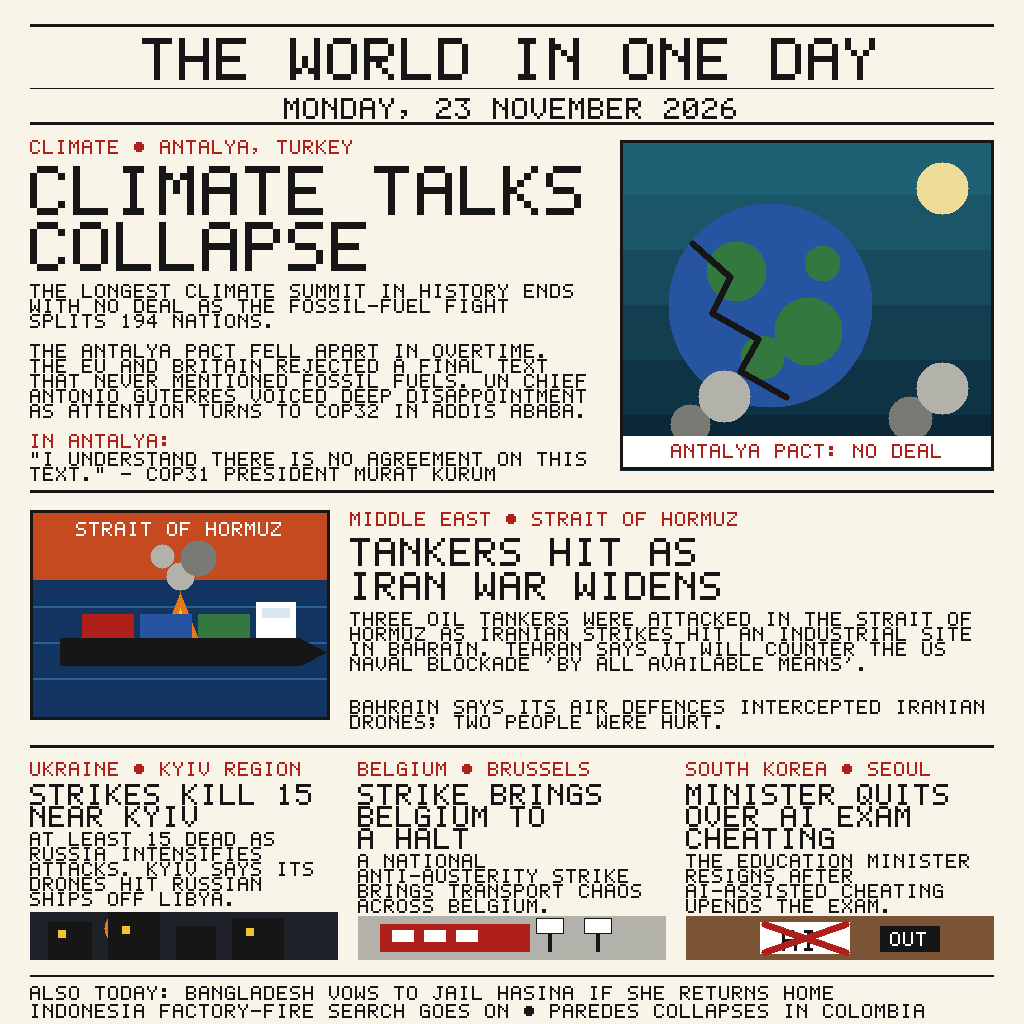 THE WORLD IN ONE DAY
MONDAY, 23 NOVEMBER 2026
CLIMATE ● ANTALYA, TURKEY
CLIMATE TALKS
COLLAPSE
THE LONGEST CLIMATE SUMMIT IN HISTORY ENDS
WITH NO DEAL AS THE FOSSIL-FUEL FIGHT
SPLITS 194 NATIONS.
THE ANTALYA PACT FELL APART IN OVERTIME.
THE EU AND BRITAIN REJECTED A FINAL TEXT
THAT NEVER MENTIONED FOSSIL FUELS. UN CHIEF
ANTONIO GUTERRES VOICED DEEP DISAPPOINTMENT
AS ATTENTION TURNS TO COP32 IN ADDIS ABABA.
IN ANTALYA:
"I UNDERSTAND THERE IS NO AGREEMENT ON THIS
TEXT." – COP31 PRESIDENT MURAT KURUM
ANTALYA PACT: NO DEAL
STRAIT OF HORMUZ
MIDDLE EAST ● STRAIT OF HORMUZ
TANKERS HIT AS
IRAN WAR WIDENS
THREE OIL TANKERS WERE ATTACKED IN THE STRAIT OF
HORMUZ AS IRANIAN STRIKES HIT AN INDUSTRIAL SITE
IN BAHRAIN. TEHRAN SAYS IT WILL COUNTER THE US
NAVAL BLOCKADE 'BY ALL AVAILABLE MEANS'.
BAHRAIN SAYS ITS AIR DEFENCES INTERCEPTED IRANIAN
DRONES; TWO PEOPLE WERE HURT.
UKRAINE ● KYIV REGION
STRIKES KILL 15
NEAR KYIV
AT LEAST 15 DEAD AS
RUSSIA INTENSIFIES
ATTACKS. KYIV SAYS ITS
DRONES HIT RUSSIAN
SHIPS OFF LIBYA.
BELGIUM ● BRUSSELS
STRIKE BRINGS
BELGIUM TO
A HALT
A NATIONAL
ANTI-AUSTERITY STRIKE
BRINGS TRANSPORT CHAOS
ACROSS BELGIUM.
SOUTH KOREA ● SEOUL
MINISTER QUITS
OVER AI EXAM
CHEATING
THE EDUCATION MINISTER
RESIGNS AFTER
AI-ASSISTED CHEATING
UPENDS THE EXAM.
AI
OUT
ALSO TODAY: BANGLADESH VOWS TO JAIL HASINA IF SHE RETURNS HOME
INDONESIA FACTORY-FIRE SEARCH GOES ON ● PAREDES COLLAPSES IN COLOMBIA